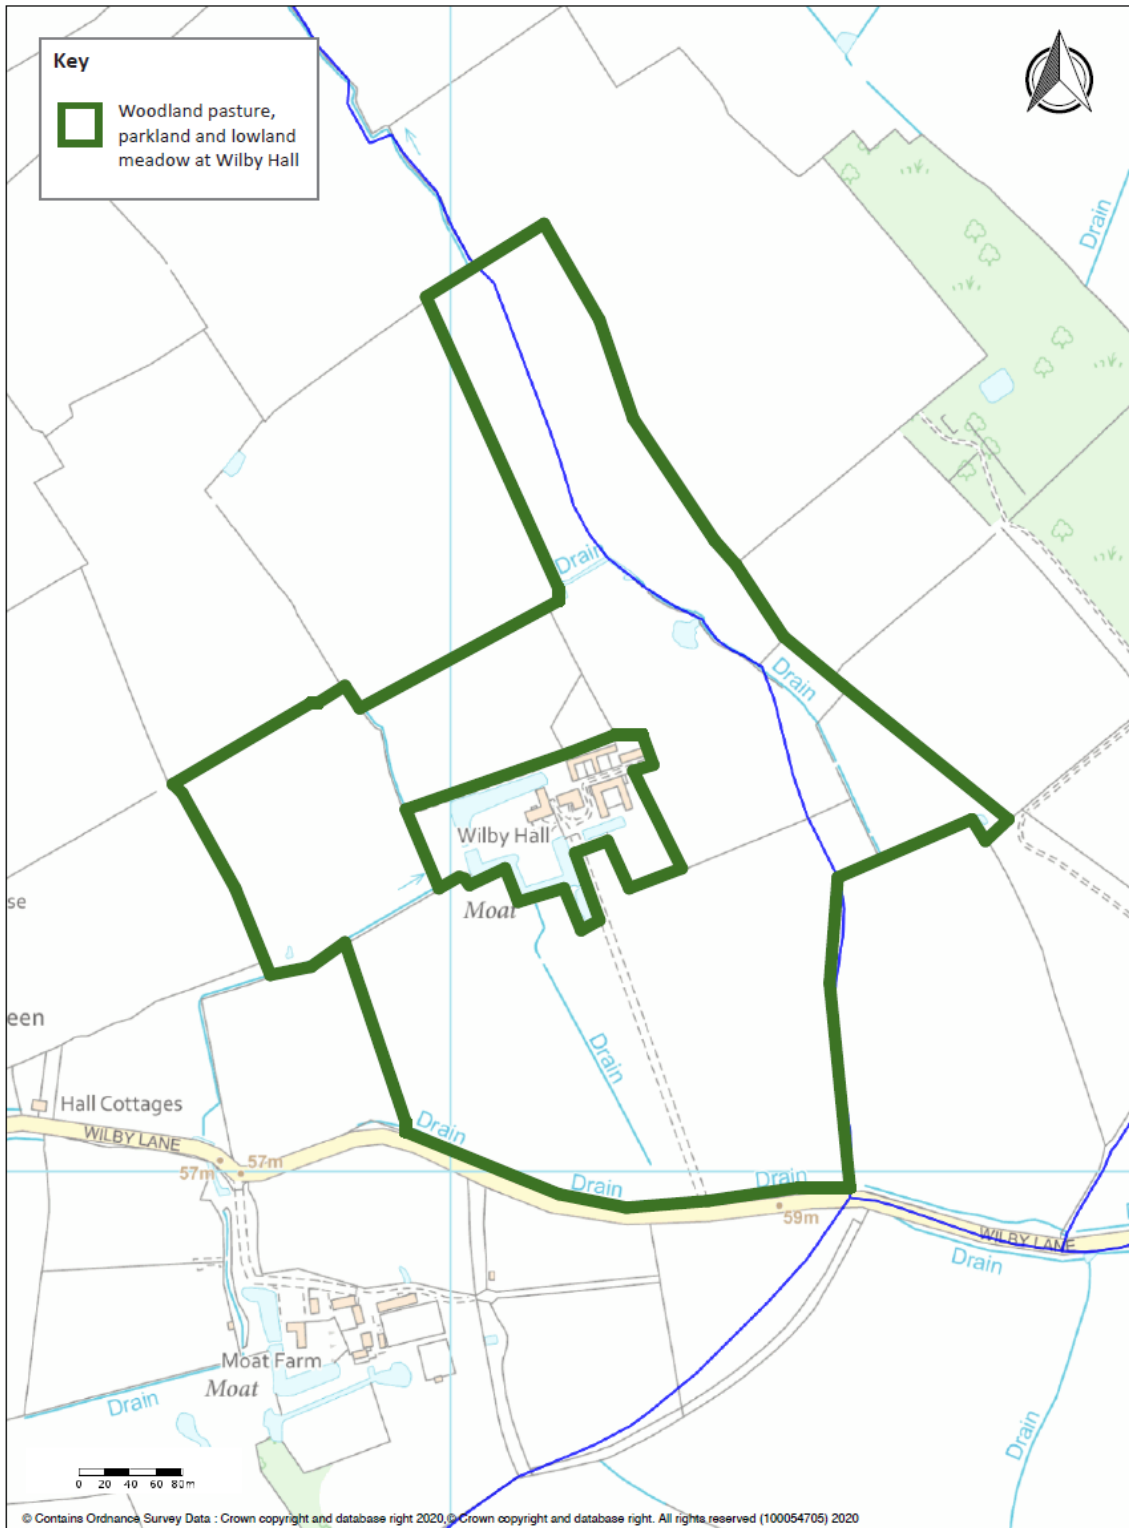 Key
Woodland pasture,
parkland and lowland
meadow at Wilby Hall
Drain
Drain
Drain
Wilby Hall
Moat
se
een
Drain
Hall Cottages
WILBY LANE
Drain
57m
57m
Drain
Drain
59m
WILBY LANE
Drain
Moat Farm
Moat
Drain
Drain
0 20 40 60 80m
© Contains Ordnance Survey Data : Crown copyright and database right 2020,© Crown copyright and database right. All rights reserved (100054705) 2020